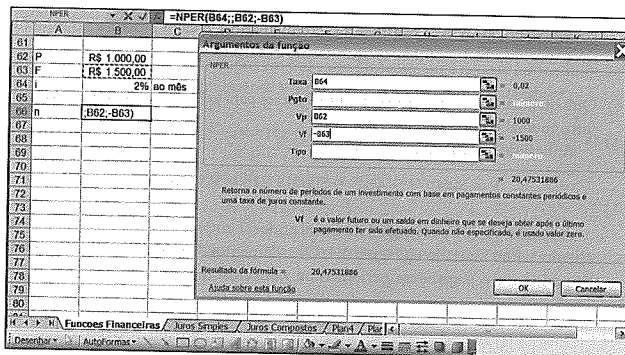 NPER
=NPER(B64;;B62;-B63)
A B C
61
62 P R$ 1.000,00
63 F R$ 1.500,00
64 i 2% ao mês
65
66 n ;B62;-B63)
67
68
69
70
71
72
73
74
75
76
77
78
79
80
Argumentos da função
NPER
Taxa B64 = 0,02
Pgto = número
Vp B62 = 1000
Vf -B63 = -1500
Tipo = número
= 20,47531886
Retorna o número de períodos de um investimento com base em pagamentos constantes periódicos e
uma taxa de juros constante.
Vf é o valor futuro ou um saldo em dinheiro que se deseja obter após o último
pagamento ter sido efetuado. Quando não especificado, é usado valor zero.
Resultado da fórmula = 20,47531886
Ajuda sobre esta função
OK Cancelar
Funcoes Financeiras / Juros Simples / Juros Compostos / Plan4 / Plar
Desenhar AutoFormas